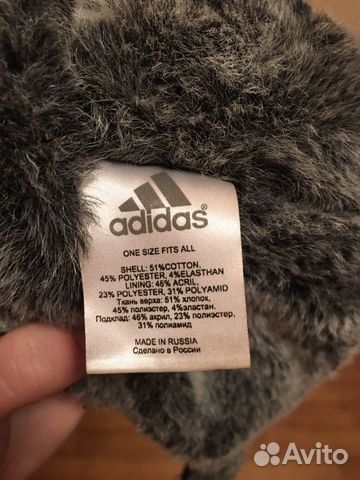 adidas®
ONE SIZE FITS ALL
SHELL: 51%COTTON,
45% POLYESTER, 4%ELASTHAN
LINING: 46% ACRIL,
23% POLYESTER, 31% POLYAMID
Ткань верха: 51% хлопок,
45% полиэстер, 4%эластан.
Подклад: 46% акрил, 23% полиэстер,
31% полиамид
MADE IN RUSSIA
Сделано в России
Avito